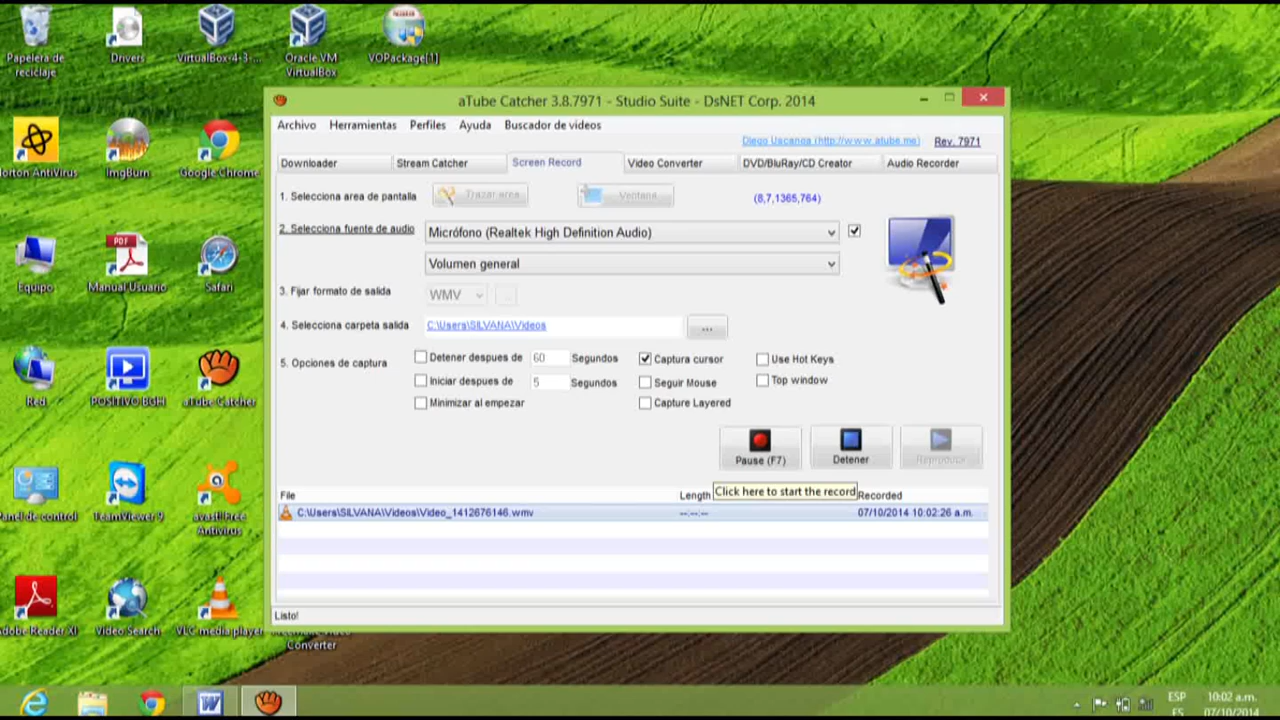 Papelera de
reciclaje
Drivers
VirtualBox-4-3-...
Oracle VM
VirtualBox
VOPackage[1]
Norton AntiVirus
ImgBurn
Google Chrome
Equipo
PDF
Manual Usuario
Safari
Red
POSITIVO BGH
aTube Catcher
Panel de control
TeamViewer 9
avast! Free
Antivirus
Adobe Reader XI
Video Search
VLC media player
Converter
aTube Catcher 3.8.7971 - Studio Suite - DsNET Corp. 2014
Archivo Herramientas Perfiles Ayuda Buscador de videos
Diego Uscanga (http://www.atube.me) Rev. 7971
Downloader Stream Catcher Screen Record Video Converter DVD/BluRay/CD Creator Audio Recorder
1. Selecciona area de pantalla Trazar area Ventana (8,7,1365,764)
2. Selecciona fuente de audio Micrófono (Realtek High Definition Audio)
Volumen general
3. Fijar formato de salida WMV ...
4. Selecciona carpeta salida C:\Users\SILVANA\Videos ...
5. Opciones de captura Detener despues de 60 Segundos Captura cursor Use Hot Keys
Iniciar despues de 5 Segundos Seguir Mouse Top window
Minimizar al empezar Capture Layered
Pause (F7) Detener Reproducir
Click here to start the record
File Length Recorded
C:\Users\SILVANA\Videos\Video_1412676146.wmv --:--:-- 07/10/2014 10:02:26 a.m.
Listo!
ESP 10:02 a.m.
ES 07/10/2014